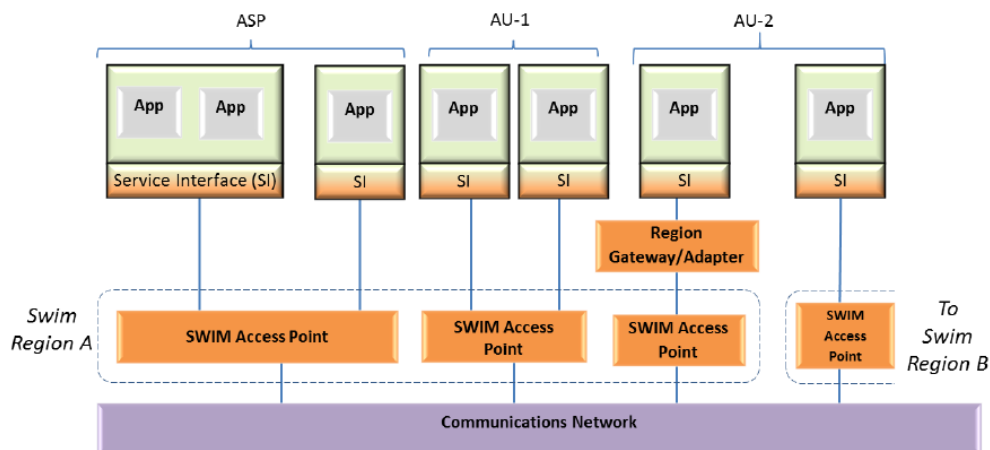 ASP
AU-1
AU-2
App
App
App
App
App
App
App
Service Interface (SI)
SI
SI
SI
SI
SI
Region
Gateway/Adapter
Swim
Region A
SWIM Access Point
SWIM Access
Point
SWIM Access
Point
SWIM
Access
Point
To
Swim
Region B
Communications Network